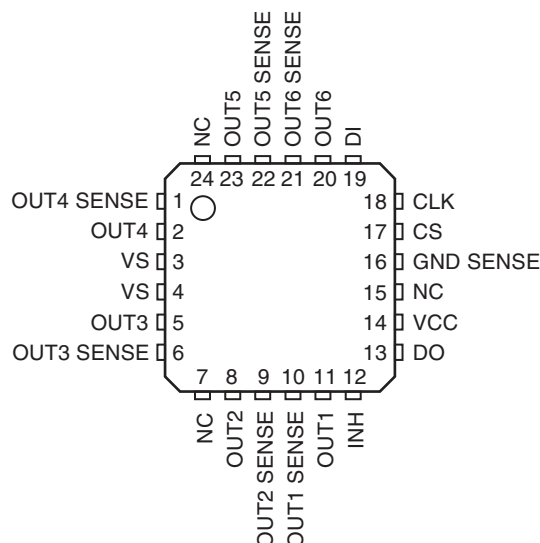 NC
OUT5
OUT5 SENSE
OUT6 SENSE
OUT6
DI
24 23 22 21 20 19
OUT4 SENSE 1 18 CLK
OUT4 2 17 CS
VS 3 16 GND SENSE
VS 4 15 NC
OUT3 5 14 VCC
OUT3 SENSE 6 13 DO
7 8 9 10 11 12
NC
OUT2
OUT2 SENSE
OUT1 SENSE
OUT1
INH